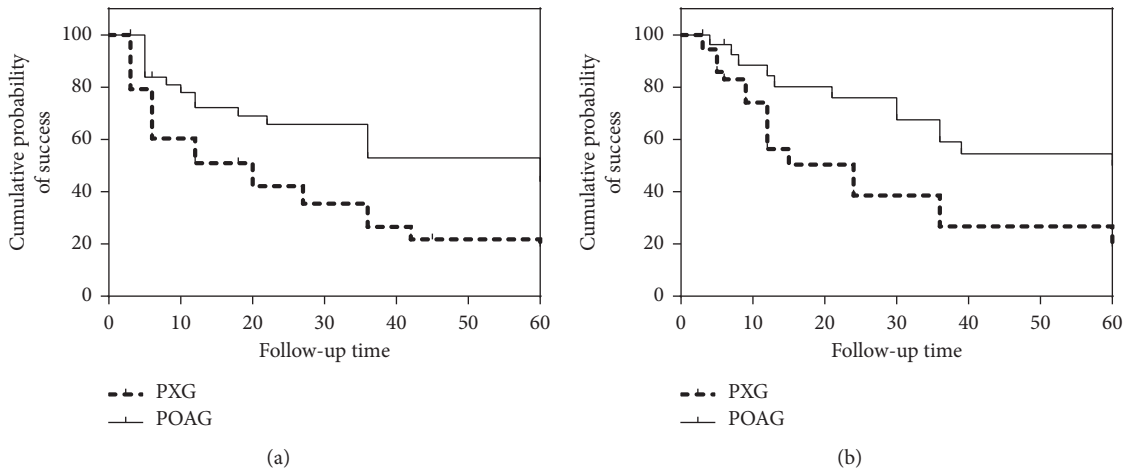 Cumulative probability
of success
100
80
60
40
20
0
0 10 20 30 40 50 60
Follow-up time
PXG
POAG
(a)
Cumulative probability
of success
100
80
60
40
20
0
0 10 20 30 40 50 60
Follow-up time
PXG
POAG
(b)